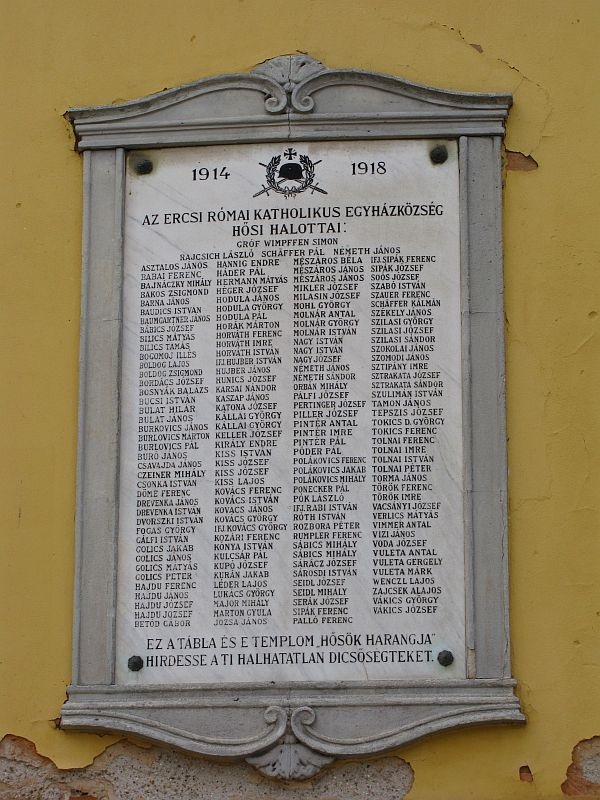 1914 1918
AZ ERCSI RÓMAI KATHOLIKUS EGYHÁZKÖZSÉG
HŐSI HALOTTAI:
GRÓF WIMPFFEN SIMON
RAJCSICH LÁSZLÓ SCHÄFFER PÁL NÉMETH JÁNOS
ASZTALOS JÁNOS
BABAI FERENC
BAJNÁCZKY MIHÁLY
BAKOS ZSIGMOND
BARNA JÁNOS
BAUDICS ISTVÁN
BAUMGARTNER JÁNOS
BÁBICS JÓZSEF
BILICS MÁTYÁS
BILICS TAMÁS
BOGOMOJ ILLÉS
BOLDOG LAJOS
BOLDOG ZSIGMOND
BORDÁCS JÓZSEF
BOSNYÁK BALÁZS
BUCSI ISTVÁN
BULAT HILÁR
BULAT JÁNOS
BURKOVICS JÁNOS
BURLOVICS MÁRTON
BURLOVICS PÁL
BURÓ JÁNOS
CSAVAJDA JÁNOS
CZEINER MIHÁLY
CSONKA ISTVÁN
DÖME FERENC
DREVENKA JÁNOS
DREVENKA ISTVÁN
DVORSZKI ISTVÁN
FOGAS GYÖRGY
GÁLFI ISTVÁN
GOLICS JAKAB
GOLICS JÁNOS
GOLICS MÁTYÁS
GOLICS PÉTER
HAJDU FERENC
HAJDU JÁNOS
HAJDU JÓZSEF
HAJDU JÓZSEF
BETÖD GÁBOR
HANNIG ENDRE
HÁDER PÁL
HERMANN MÁTYÁS
HÉGER JÓZSEF
HODULA JÁNOS
HODULA GYÖRGY
HODULA PÁL
HORÁK MÁRTON
HORVÁTH FERENC
HORVÁTH IMRE
HORVÁTH ISTVÁN
IFJ. HUJBER ISTVÁN
HUJBER JÁNOS
HUNICS JÓZSEF
KARSAI NÁNDOR
KASZAP JÁNOS
KATONA JÓZSEF
KÁLLAI GYÖRGY
KÁLLAI GYÖRGY
KELLER JÓZSEF
KIRÁLY ENDRE
KISS ISTVÁN
KISS JÓZSEF
KISS JÓZSEF
KISS LAJOS
KOVÁCS FERENC
KOVÁCS ISTVÁN
KOVÁCS JÁNOS
KOVÁCS GYÖRGY
IFJ. KOVÁCS GYÖRGY
KOZÁRI FERENC
KÓNYA ISTVÁN
KULCSÁR PÁL
KUPÓ JÓZSEF
KURÁN JAKAB
LÉDER LAJOS
LUKÁCS GYÖRGY
MAJOR MIHÁLY
MARTON GYULA
JÓZSA JÁNOS
MÉSZÁROS BÉLA
MÉSZÁROS JÁNOS
MÉSZÁROS JÁNOS
MIKLER JÓZSEF
MILASIN JÓZSEF
MOHL GYÖRGY
MOLNÁR ANTAL
MOLNÁR GYÖRGY
MOLNÁR ISTVÁN
NAGY ISTVÁN
NAGY ISTVÁN
NAGY JÓZSEF
NÉMETH JÁNOS
NÉMETH SÁNDOR
ORBÁN MIHÁLY
PÁLFI JÓZSEF
PERTINGER JÓZSEF
PILLER JÓZSEF
PINTÉR ANTAL
PINTÉR IMRE
PINTÉR PÁL
PÓDER PÁL
POLÁKOVICS FERENC
POLÁKOVICS JAKAB
POLÁKOVICS MIHÁLY
PONECKER PÁL
PÓK LÁSZLÓ
IFJ. RABI ISTVÁN
RÓTH ISTVÁN
ROZBORA PÉTER
RUMPLER FERENC
SÁBICS MIHÁLY
SÁBICS MIHÁLY
SÁRÁCZ JÓZSEF
SÁROSDI ISTVÁN
SEIDL JÓZSEF
SEIDL MIHÁLY
SERÁK JÓZSEF
SIPÁK FERENC
PALLÓ FERENC
IFJ. SIPÁK FERENC
SIPÁK JÓZSEF
SOÓS JÓZSEF
SZABÓ ISTVÁN
SZAUER FERENC
SCHÄFFER KÁLMÁN
SZÉKELY JÁNOS
SZILASI GYÖRGY
SZILASI JÓZSEF
SZILASI SÁNDOR
SZOKOLAI JÁNOS
SZOMODI JÁNOS
SZTIPÁNY IMRE
SZTRAKATA JÓZSEF
SZTRAKATA SÁNDOR
SZULIMÁN ISTVÁN
TAMON JÁNOS
TEPSZIS JÓZSEF
TOKICS D. GYÖRGY
TOKICS FERENC
TOLNAI FERENC
TOLNAI IMRE
TOLNAI ISTVÁN
TOLNAI PÉTER
TORMA JÁNOS
TÖRÖK FERENC
TÖRÖK IMRE
VACSÁNYI JÓZSEF
VERLICS MÁTYÁS
VIMMER ANTAL
VIZI JÁNOS
VODA JÓZSEF
VULETA ANTAL
VULETA GERGELY
VULETA MÁRK
WENCZL LAJOS
ZAJCSEK ALAJOS
VÁKICS GYÖRGY
VÁKICS JÓZSEF
EZ A TÁBLA ÉS E TEMPLOM „HŐSÖK HARANGJA”
HIRDESSE A TI HALHATATLAN DICSŐSÉGTEKET.